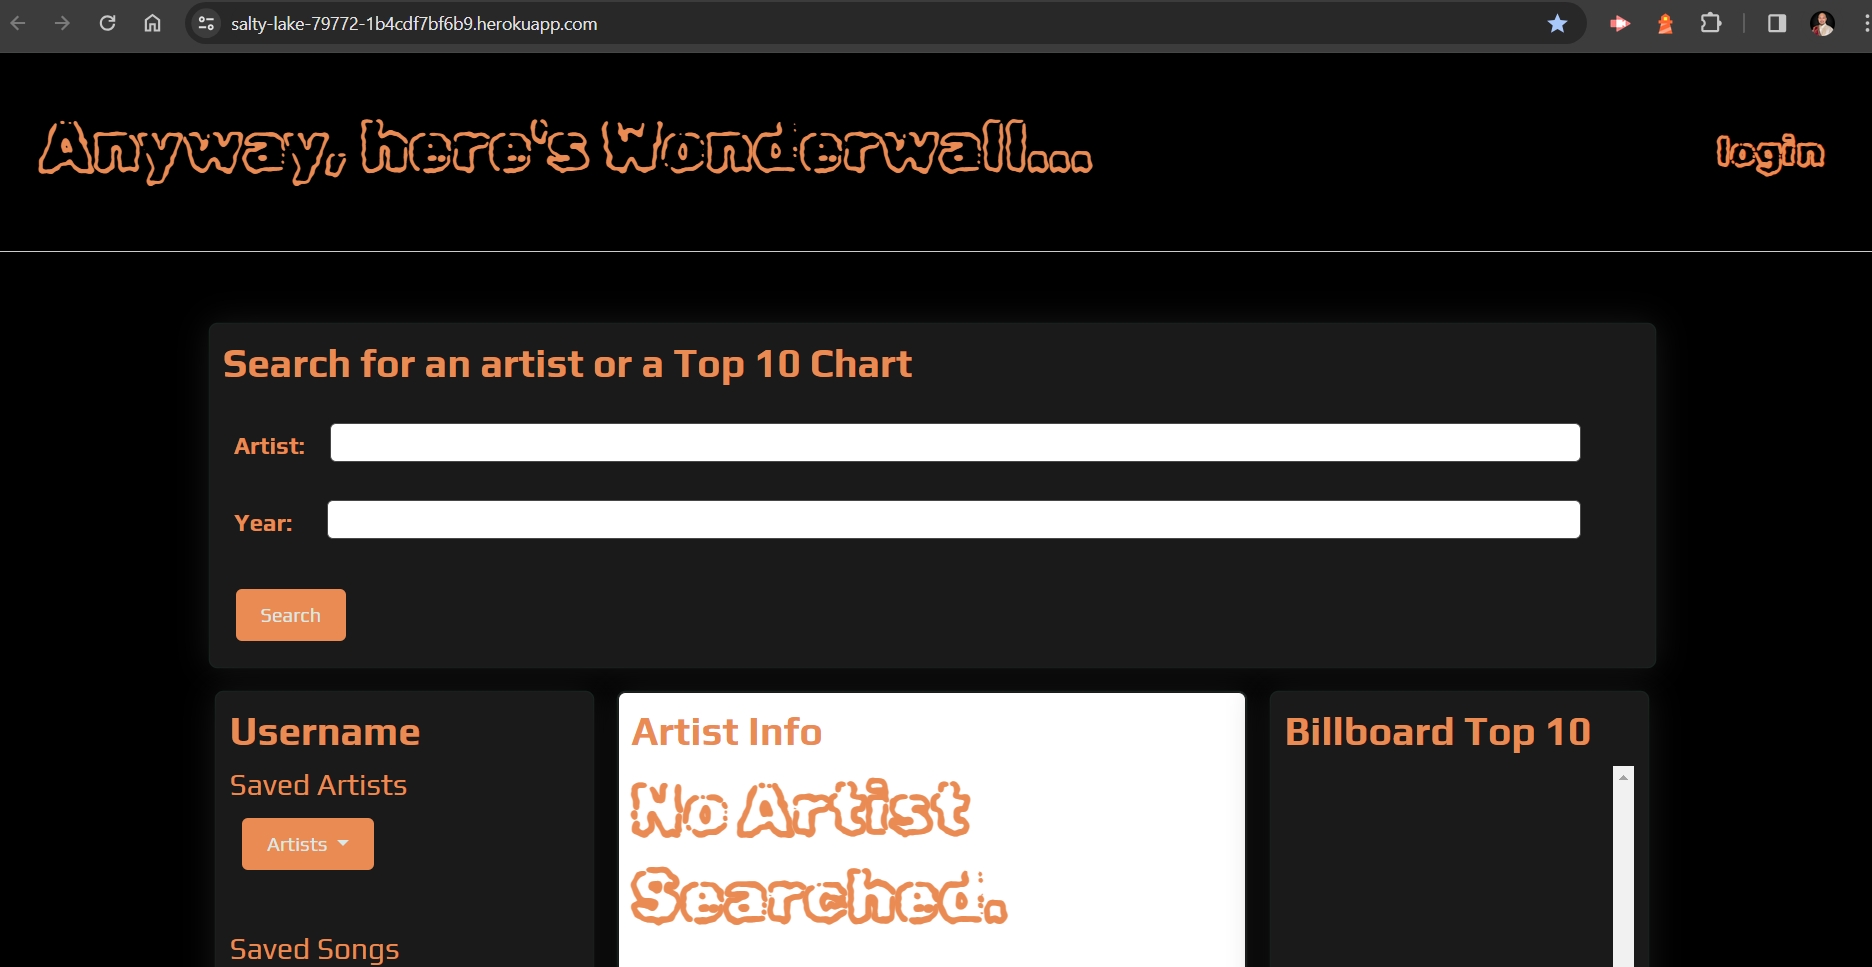 salty-lake-79772-1b4cdf7bf6b9.herokuapp.com
Anyway, here's Wonderwall...
login
Search for an artist or a Top 10 Chart
Artist:
Year:
Search
Username
Saved Artists
Artists
Saved Songs
Artist Info
No Artist
Searched.
Billboard Top 10